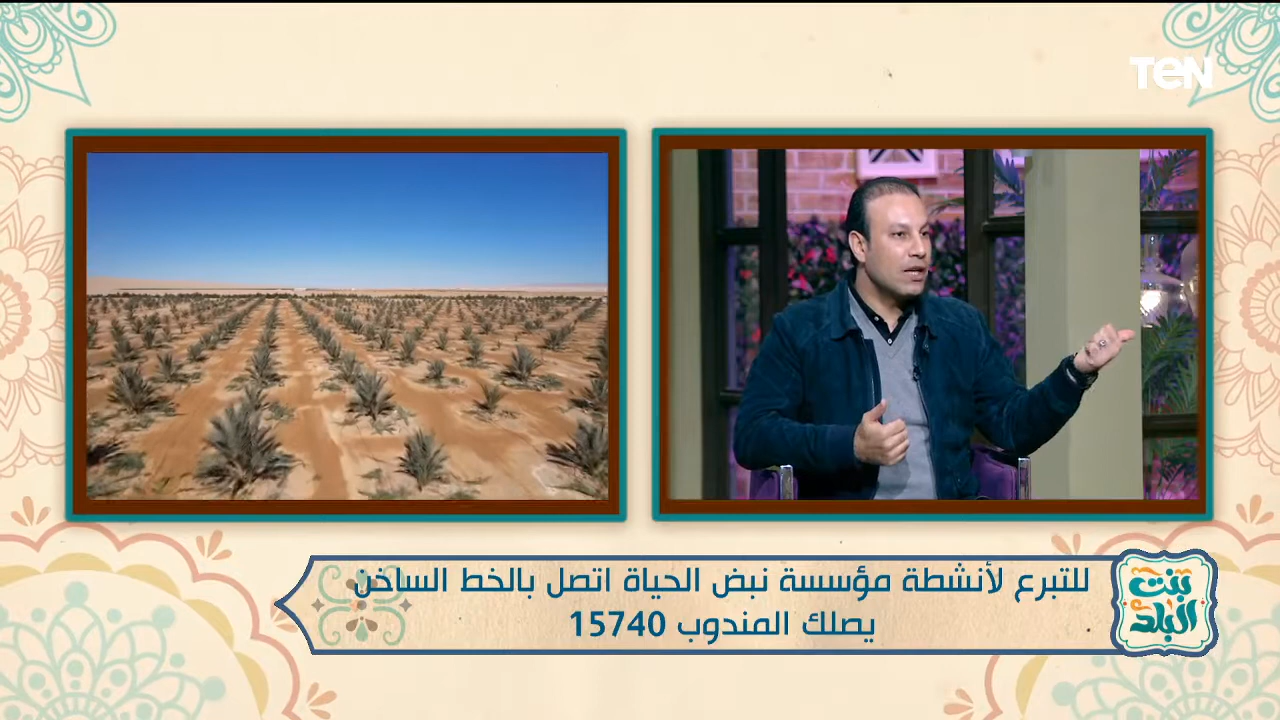 TEN
للتبرع لأنشطة مؤسسة نبض الحياة اتصل بالخط الساخن
يصلك المندوب 15740
بنت
البلد